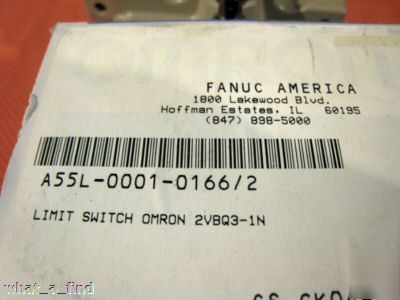 FANUC AMERICA
1800 Lakewood Blvd.
Hoffman Estates, IL 60195
(847) 898-5000
A55L-0001-0166/2
LIMIT SWITCH OMRON 2VBQ3-1N
what_a_find